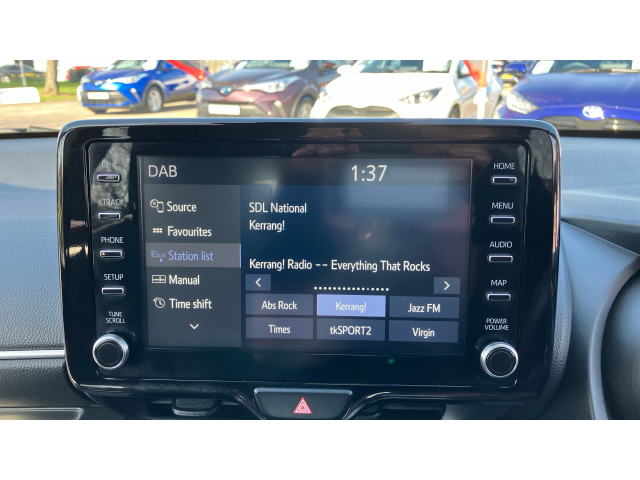 DAB 1:37
Source
Favourites
Station list
Manual
Time shift
SDL National
Kerrang!
Kerrang! Radio -- Everything That Rocks
Abs Rock Kerrang! Jazz FM
Times tkSPORT2 Virgin
PHONE
SETUP
TUNE
SCROLL
HOME
MENU
AUDIO
MAP
POWER
VOLUME